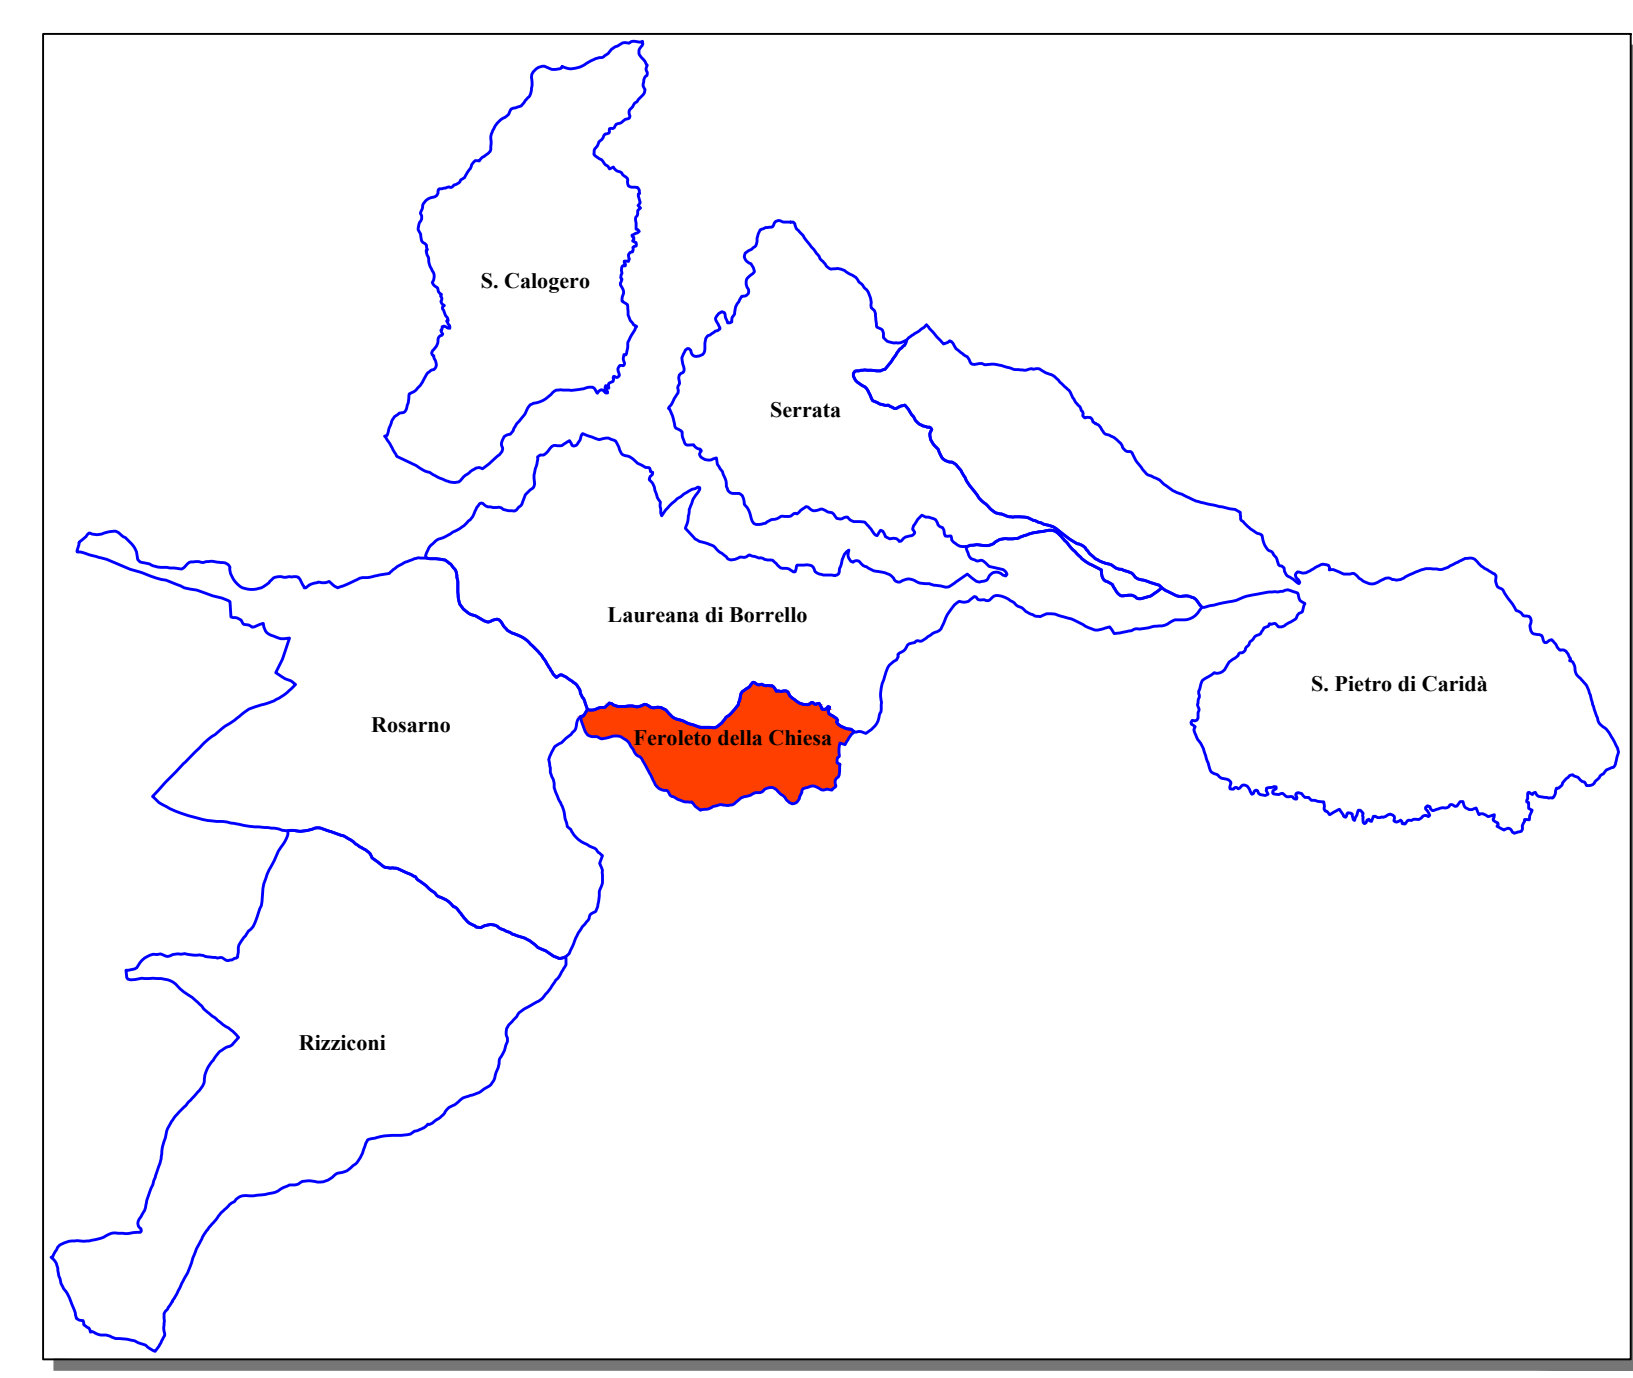 S. Calogero
Serrata
Laureana di Borrello
S. Pietro di Caridà
Rosarno
Feroleto della Chiesa
Rizziconi